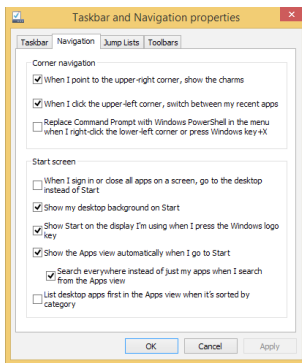 Taskbar and Navigation properties
Taskbar Navigation Jump Lists Toolbars
Corner navigation
When I point to the upper-right corner, show the charms
When I click the upper-left corner, switch between my recent apps
Replace Command Prompt with Windows PowerShell in the menu
when I right-click the lower-left corner or press Windows key+X
Start screen
When I sign in or close all apps on a screen, go to the desktop
instead of Start
Show my desktop background on Start
Show Start on the display I'm using when I press the Windows logo
key
Show the Apps view automatically when I go to Start
Search everywhere instead of just my apps when I search
from the Apps view
List desktop apps first in the Apps view when it's sorted by
category
OK Cancel Apply